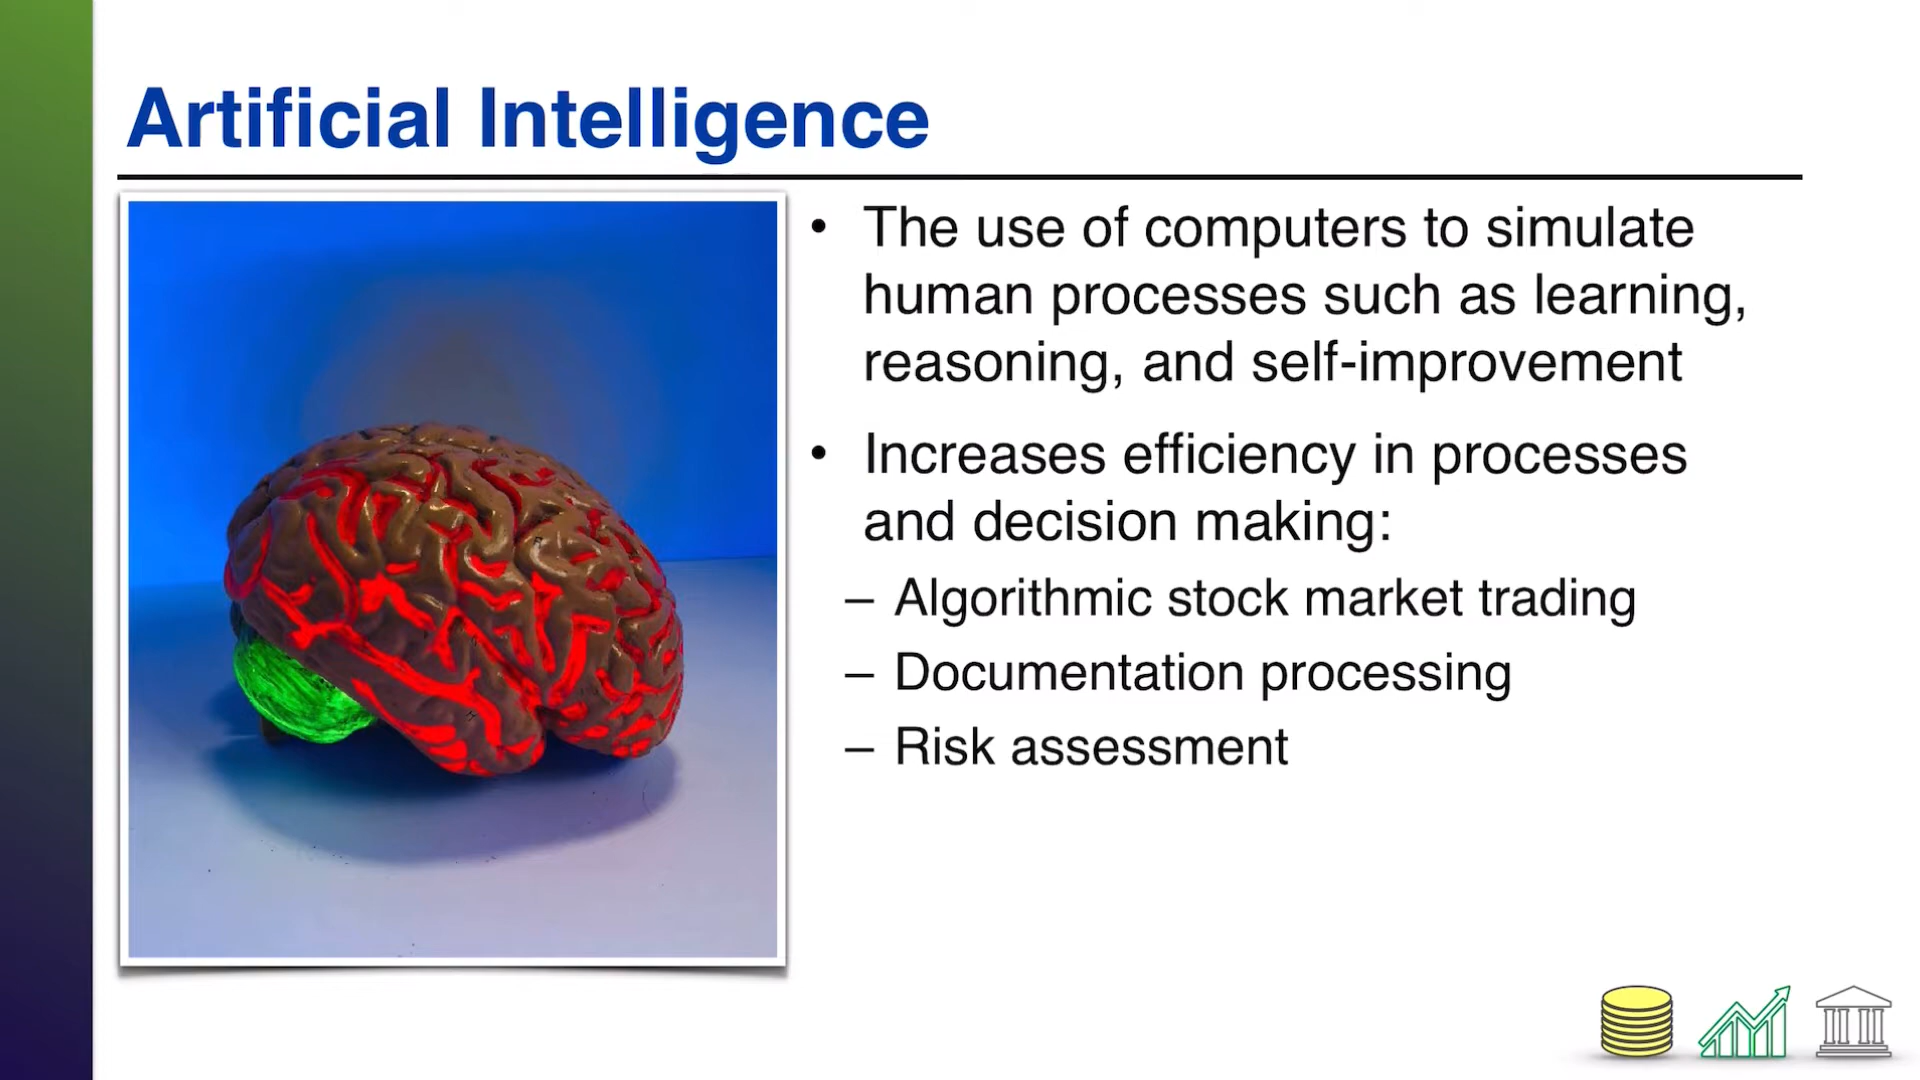 Artificial Intelligence
• The use of computers to simulate
human processes such as learning,
reasoning, and self-improvement
• Increases efficiency in processes
and decision making:
– Algorithmic stock market trading
– Documentation processing
– Risk assessment